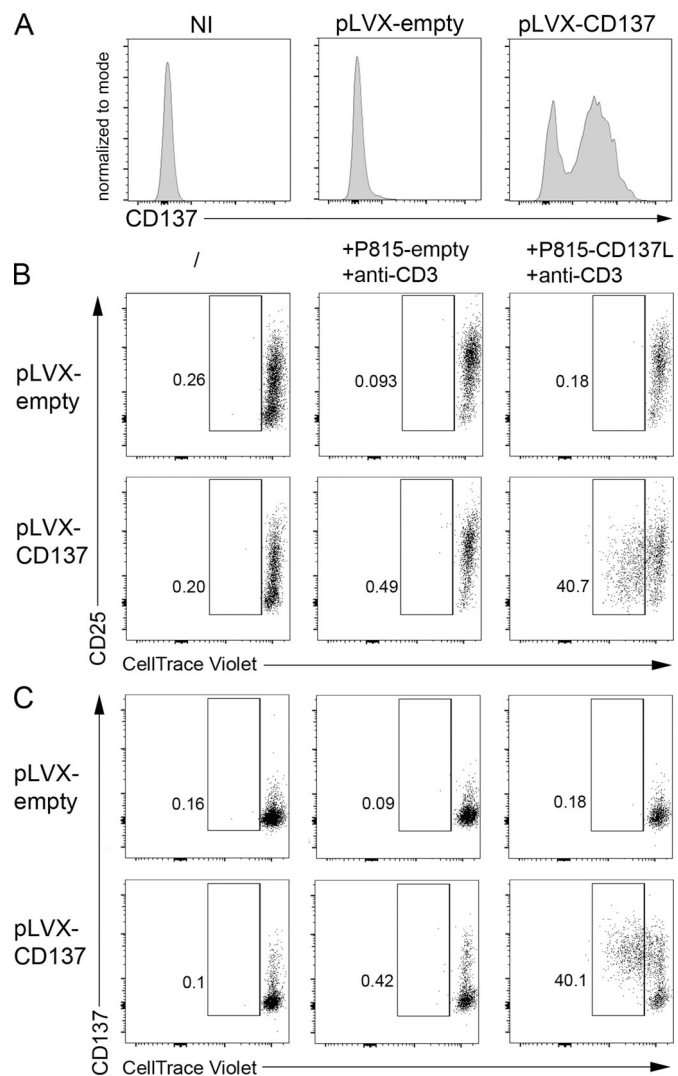 A
NI
pLVX-empty
pLVX-CD137
normalized to mode
CD137
B
/
+P815-empty
+anti-CD3
+P815-CD137L
+anti-CD3
pLVX-
empty
0.26
0.093
0.18
pLVX-
CD137
0.20
0.49
40.7
CD25
CellTrace Violet
C
pLVX-
empty
0.16
0.09
0.18
pLVX-
CD137
0.1
0.42
40.1
CD137
CellTrace Violet